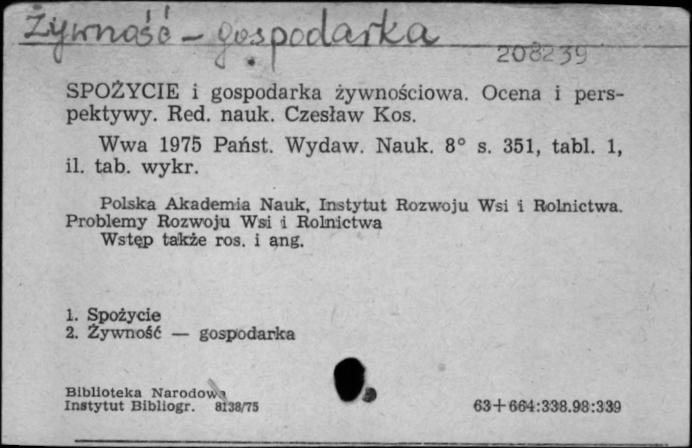 Żywność - gospodarka
208239
SPOŻYCIE i gospodarka żywnościowa. Ocena i pers-
pektywy. Red. nauk. Czesław Kos.
Wwa 1975 Państ. Wydaw. Nauk. 8° s. 351, tabl. 1,
il. tab. wykr.
Polska Akademia Nauk, Instytut Rozwoju Wsi i Rolnictwa.
Problemy Rozwoju Wsi i Rolnictwa
Wstęp także ros. i ang.
1. Spożycie
2. Żywność — gospodarka
Biblioteka Narodowa
Instytut Bibliogr. 8138/75
63+664:338.98:339